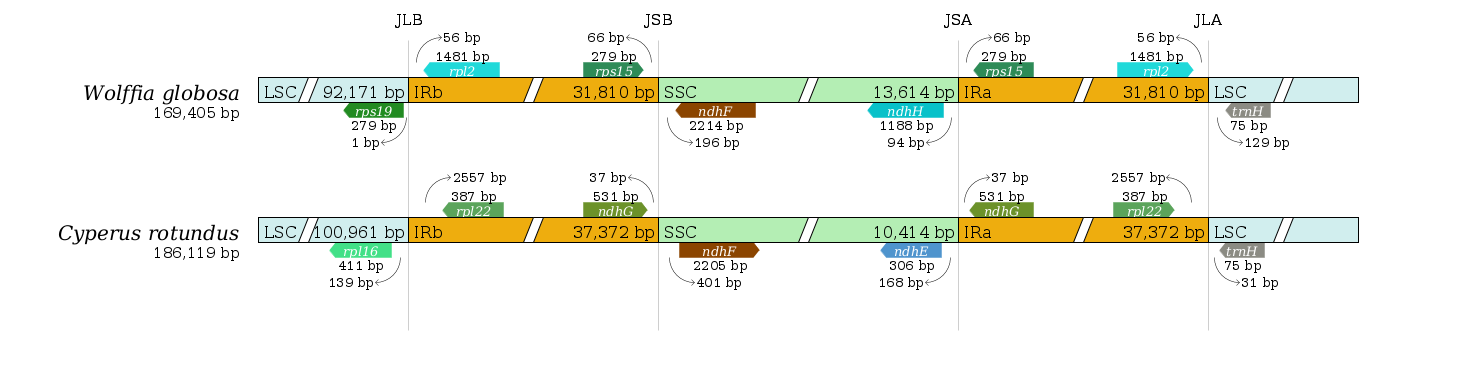 JLB JSB JSA JLA
56 bp 66 bp 66 bp 56 bp
1481 bp 279 bp 279 bp 1481 bp
rpl2 rps15 rps15 rpl2
Wolffia globosa LSC 92,171 bp IRb 31,810 bp SSC 13,614 bp IRa 31,810 bp LSC
169,405 bp rps19 ndhF ndhH trnH
279 bp 2214 bp 1188 bp 75 bp
1 bp 196 bp 94 bp 129 bp
2557 bp 37 bp 37 bp 2557 bp
387 bp 531 bp 531 bp 387 bp
rpl22 ndhG ndhG rpl22
Cyperus rotundus LSC 100,961 bp IRb 37,372 bp SSC 10,414 bp IRa 37,372 bp LSC
186,119 bp rpl16 ndhF ndhE trnH
411 bp 2205 bp 306 bp 75 bp
139 bp 401 bp 168 bp 31 bp